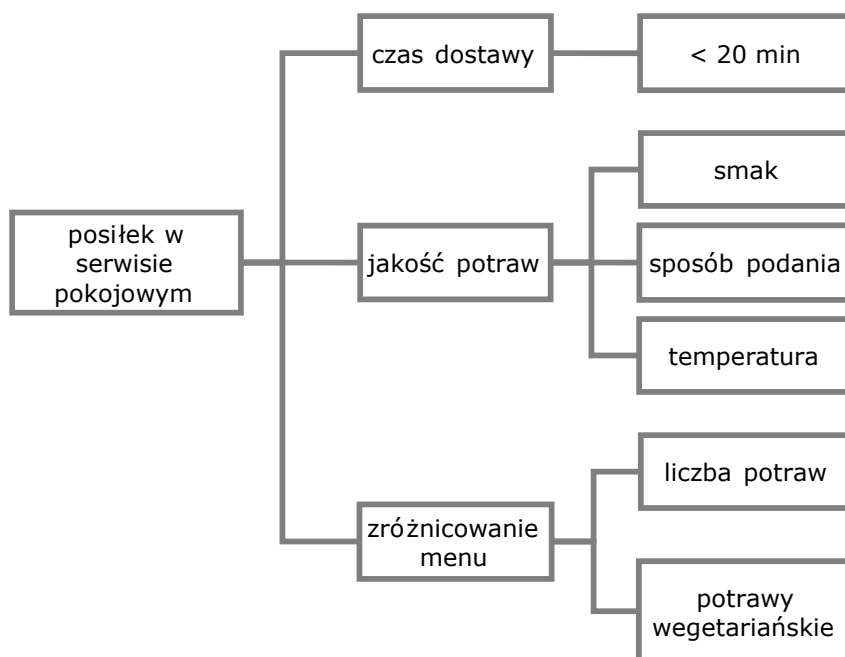 posiłek w
serwisie
pokojowym
czas dostawy
< 20 min
jakość potraw
smak
sposób podania
temperatura
zróżnicowanie
menu
liczba potraw
potrawy
wegetariańskie